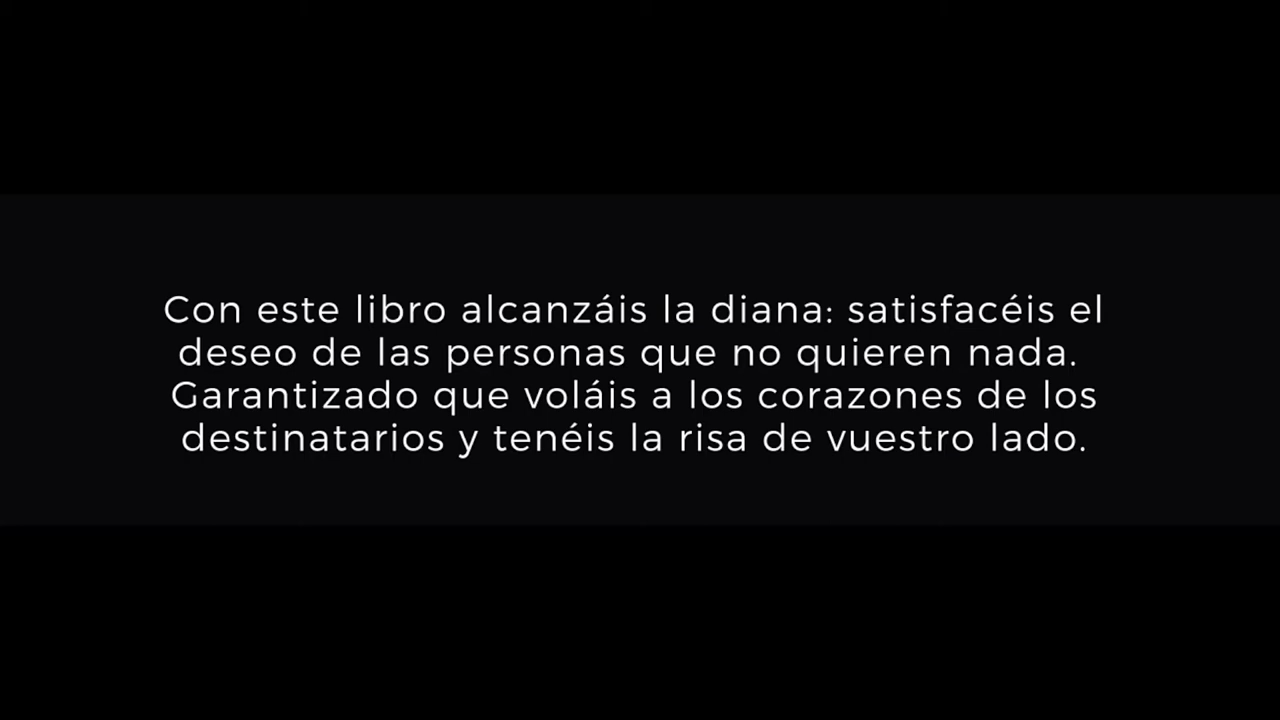 Con este libro alcanzáis la diana: satisfacéis el
deseo de las personas que no quieren nada.
Garantizado que voláis a los corazones de los
destinatarios y tenéis la risa de vuestro lado.